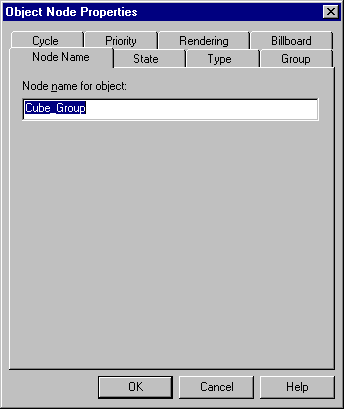 Object Node Properties
Cycle Priority Rendering Billboard
Node Name State Type Group
Node name for object:
Cube_Group
OK Cancel Help